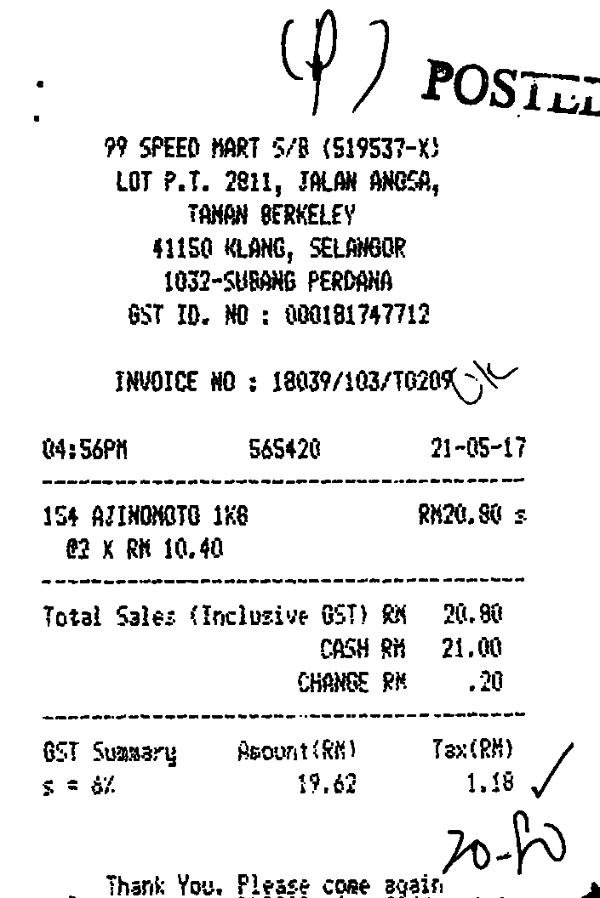 POSTED
99 SPEED MART S/B (519537-X)
LOT P.T. 2811, JALAN ANGSA,
TAMAN BERKELEY
41150 KLANG, SELANGOR
1032-SUBANG PERDANA
GST ID. NO : 000181747712
INVOICE NO : 18039/103/T0209
04:56PM 565420 21-05-17
154 AJINOMOTO 1KG RM20.80 s
@2 X RM 10.40
Total Sales (Inclusive GST) RM 20.80
CASH RM 21.00
CHANGE RM .20
GST Summary Amount(RM) Tax(RM)
s = 6% 19.62 1.18
20-80
Thank You. Please come again